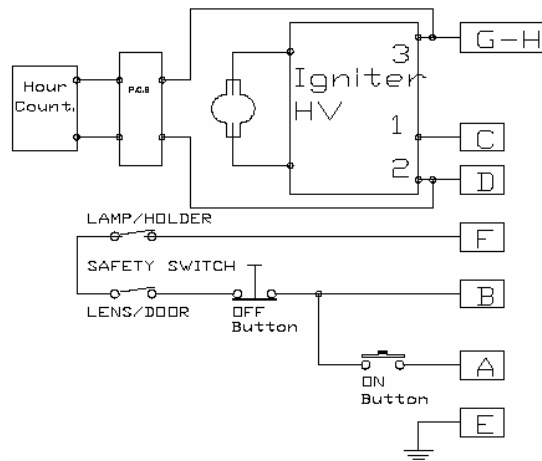 Hour
Count.
P.C.B
Igniter
HV
3
1
2
G-H
C
D
LAMP/HOLDER
F
SAFETY SWITCH
LENS/DOOR
OFF
Button
B
ON
Button
A
E